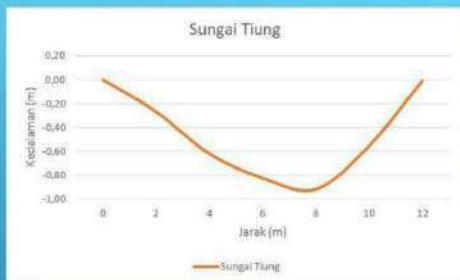 Sungai Tiung
0,20
0,00
-0,20
-0,40
-0,60
-0,80
-1,00
Kedalaman (m)
0 2 4 6 8 10 12
Jarak (m)
Sungai Tiung